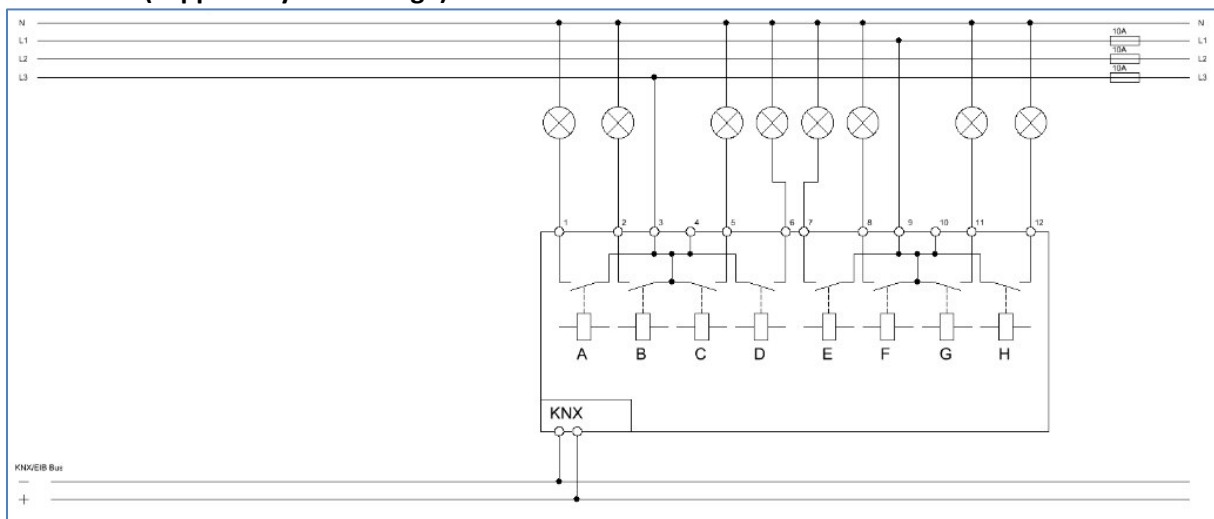 N N
10A
L1 L1
10A
L2 L2
10A
L3 L3
1 2 3 4 5 6 7 8 9 10 11 12
A B C D E F G H
KNX
KNX/EIB Bus
−
+